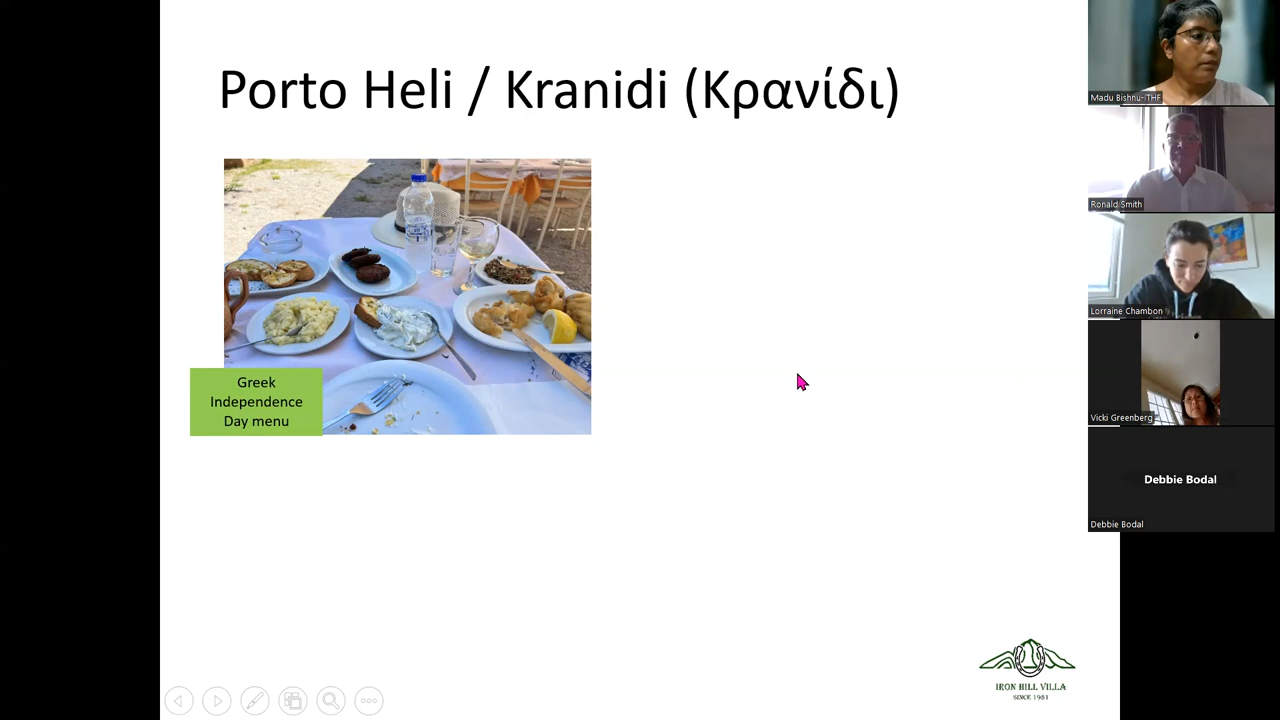 Porto Heli / Kranidi (Κρανίδι)
Greek
Independence
Day menu
IRON HILL VILLA
SINCE 1981
Madu Bishnu-ITHF
Ronald Smith
Lorraine Chambon
Vicki Greenberg
Debbie Bodal
Debbie Bodal